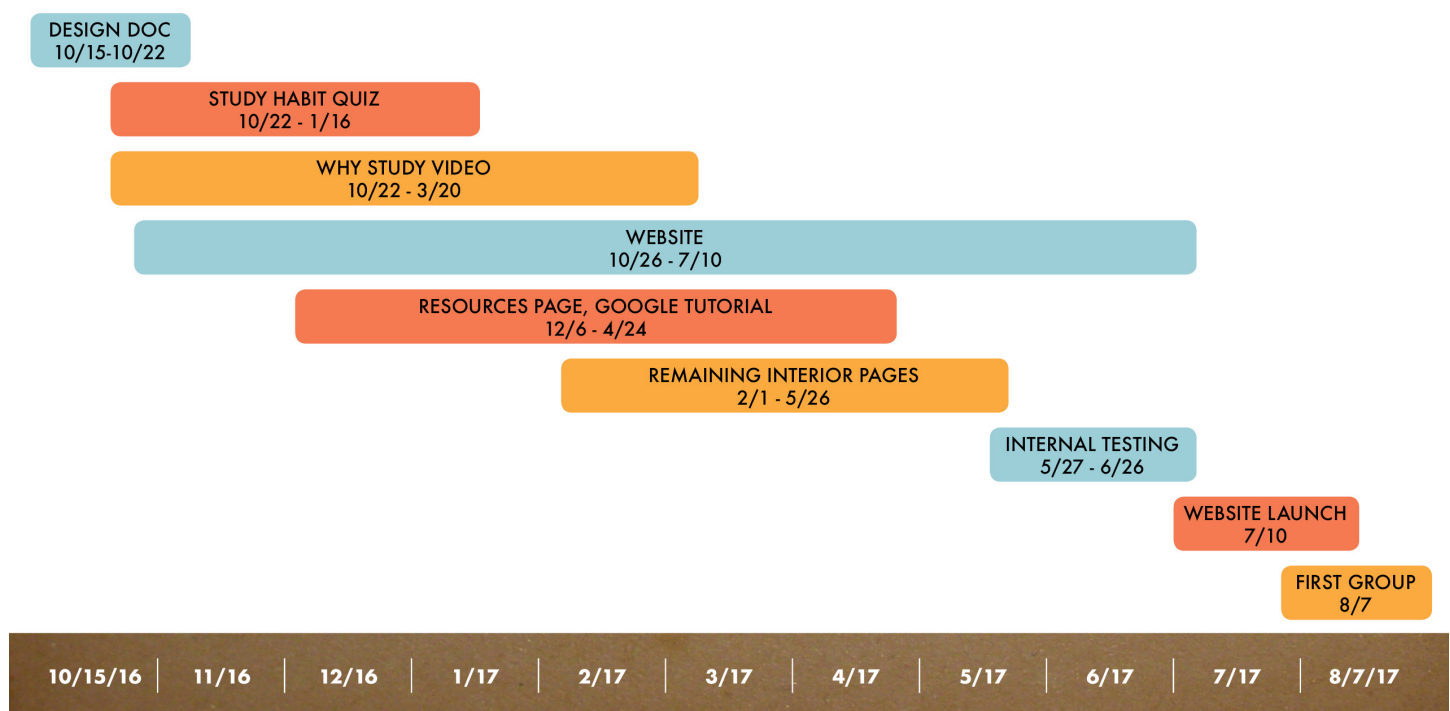 DESIGN DOC
10/15-10/22
STUDY HABIT QUIZ
10/22 - 1/16
WHY STUDY VIDEO
10/22 - 3/20
WEBSITE
10/26 - 7/10
RESOURCES PAGE, GOOGLE TUTORIAL
12/6 - 4/24
REMAINING INTERIOR PAGES
2/1 - 5/26
INTERNAL TESTING
5/27 - 6/26
WEBSITE LAUNCH
7/10
FIRST GROUP
8/7
10/15/16 11/16 12/16 1/17 2/17 3/17 4/17 5/17 6/17 7/17 8/7/17